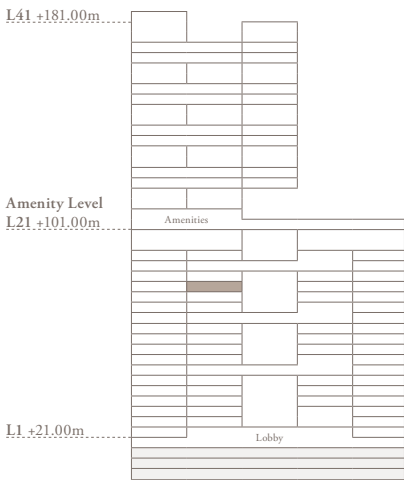 L41 +181.00m
Amenity Level
L21 +101.00m
Amenities
L1 +21.00m
Lobby